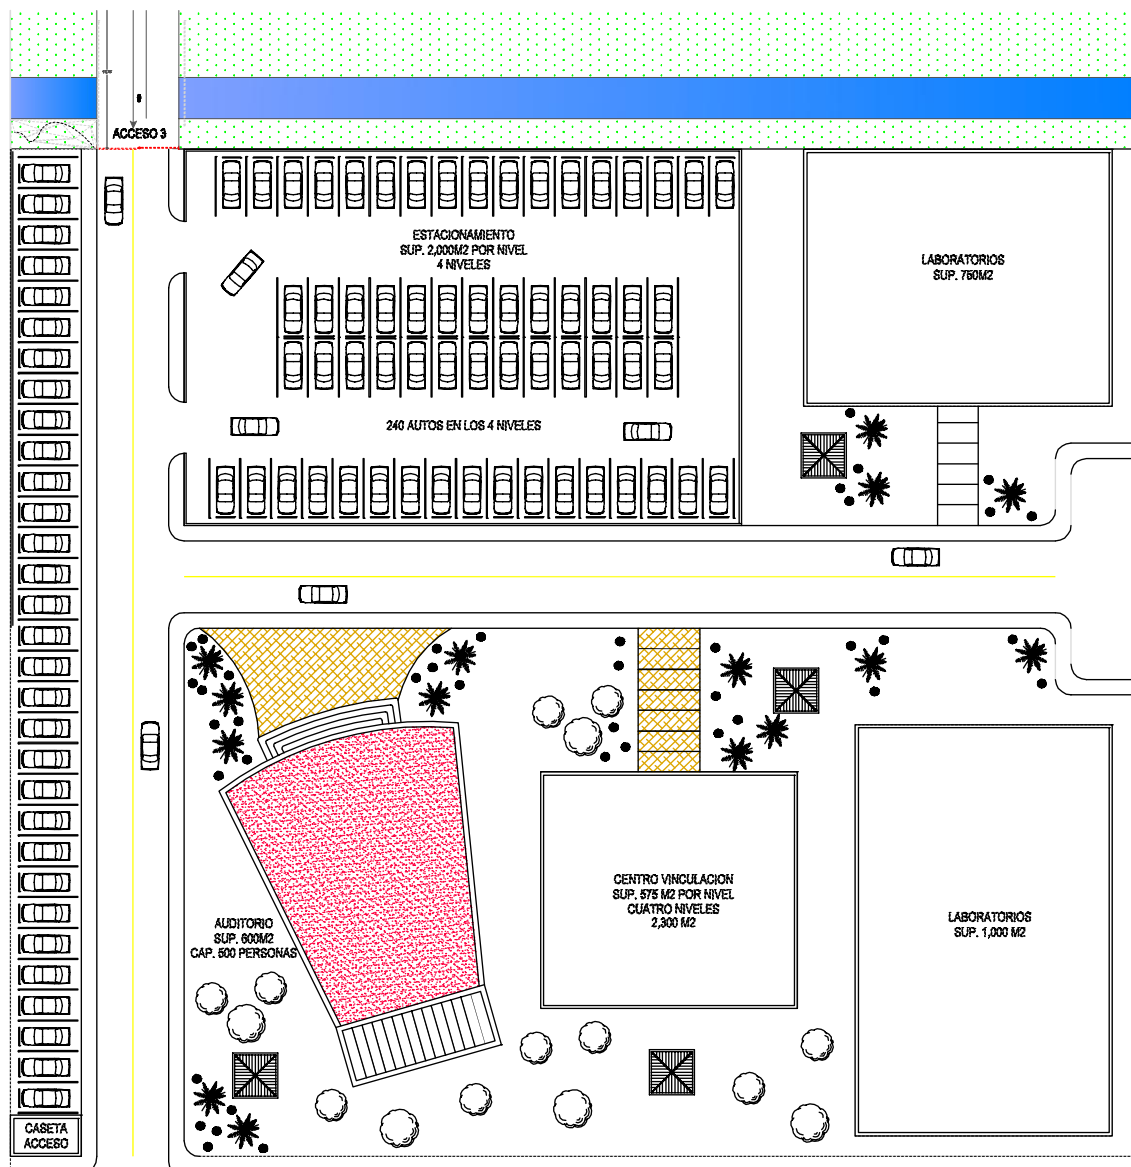 ACCESO 3
ESTACIONAMIENTO
SUP. 2,000M2 POR NIVEL
4 NIVELES
LABORATORIOS
SUP. 750M2
240 AUTOS EN LOS 4 NIVELES
CENTRO VINCULACION
SUP. 575 M2 POR NIVEL
CUATRO NIVELES
2,300 M2
AUDITORIO
SUP. 600M2
CAP. 500 PERSONAS
LABORATORIOS
SUP. 1,000 M2
CASETA
ACCESO